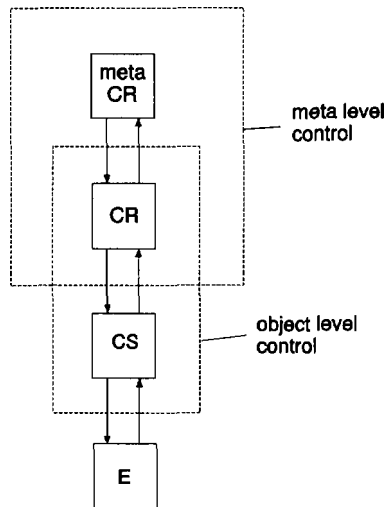 meta
CR
meta level
control
CR
CS
object level
control
E